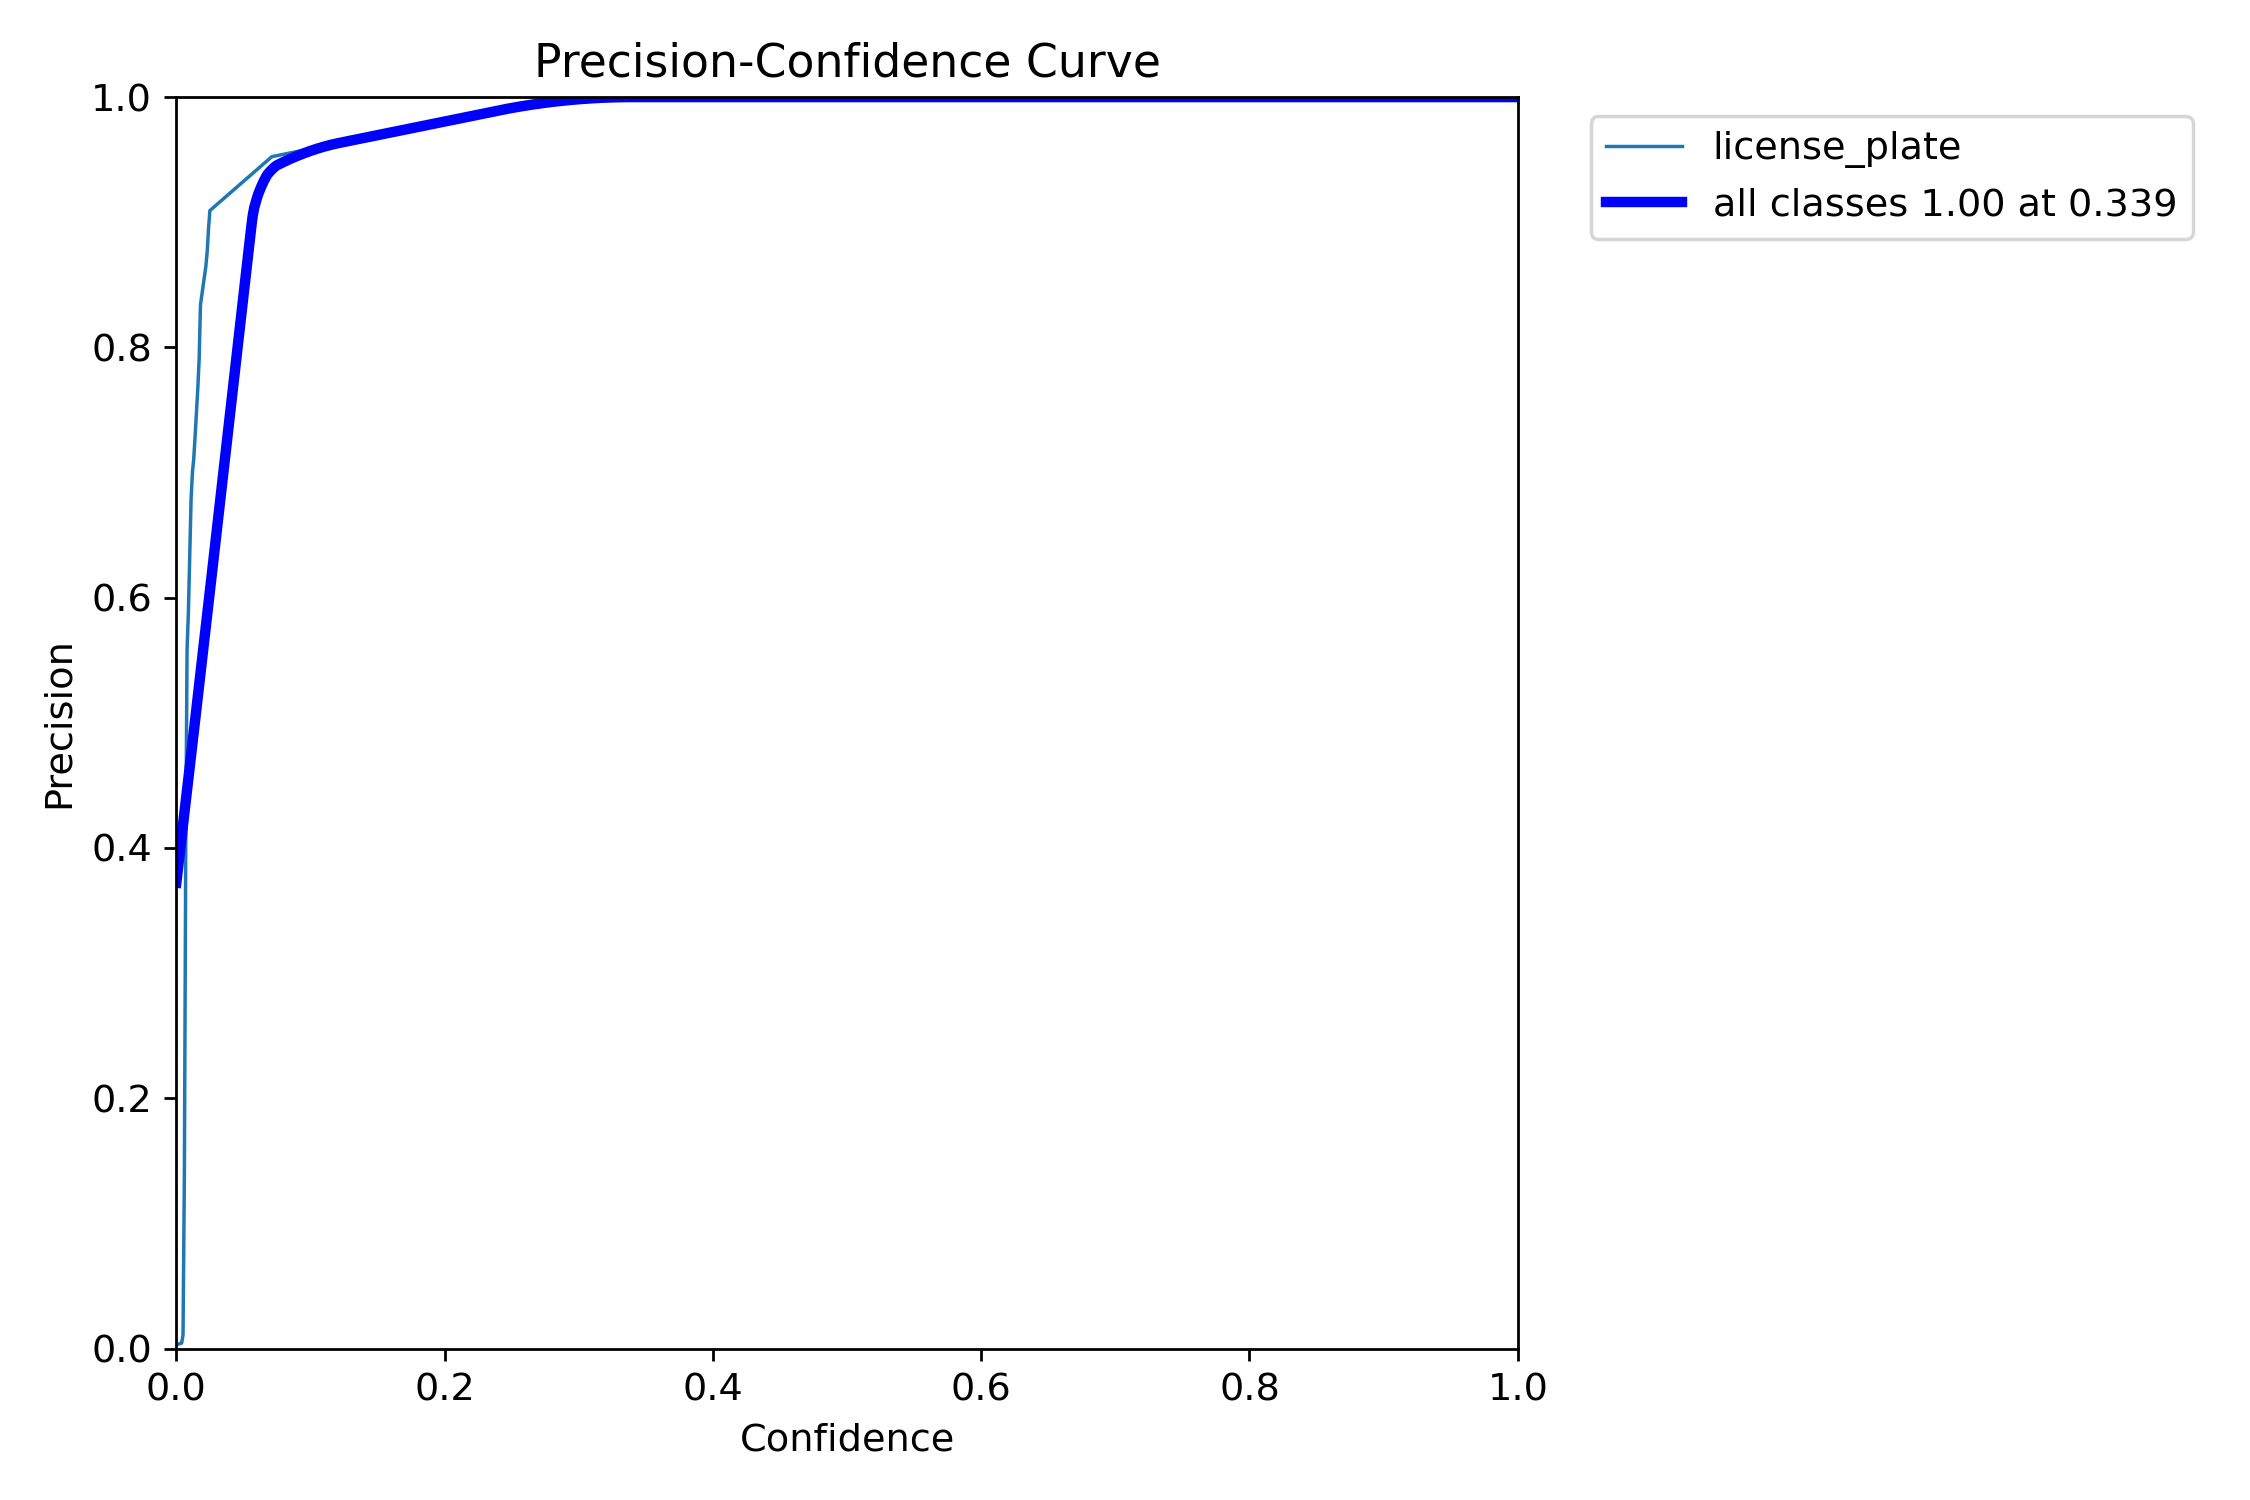 Precision-Confidence Curve
1.0
0.8
0.6
0.4
0.2
0.0
Precision
0.0 0.2 0.4 0.6 0.8 1.0
Confidence
license_plate
all classes 1.00 at 0.339